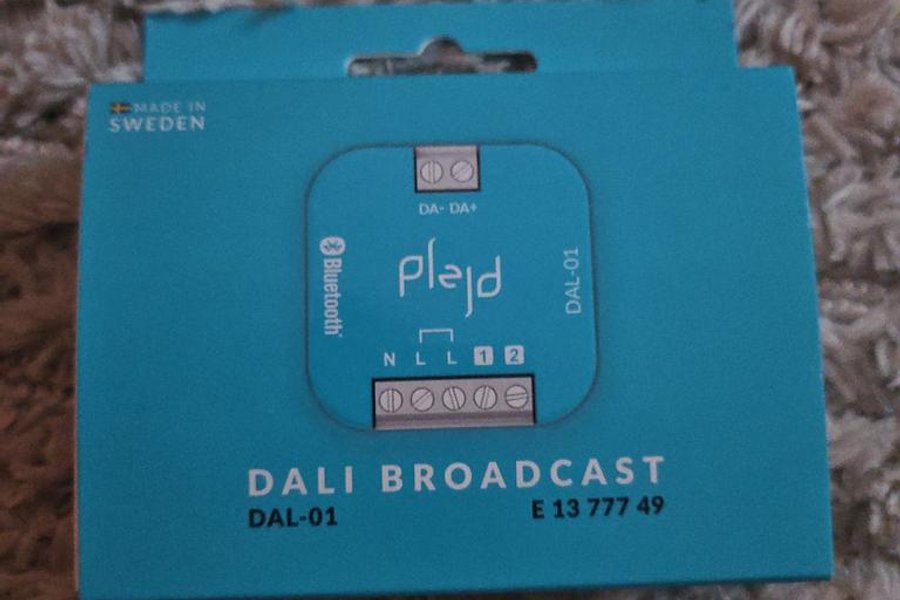 MADE IN
SWEDEN
DA- DA+
Bluetooth
plejd
DAL-01
N L L 1 2
DALI BROADCAST
DAL-01 E 13 777 49